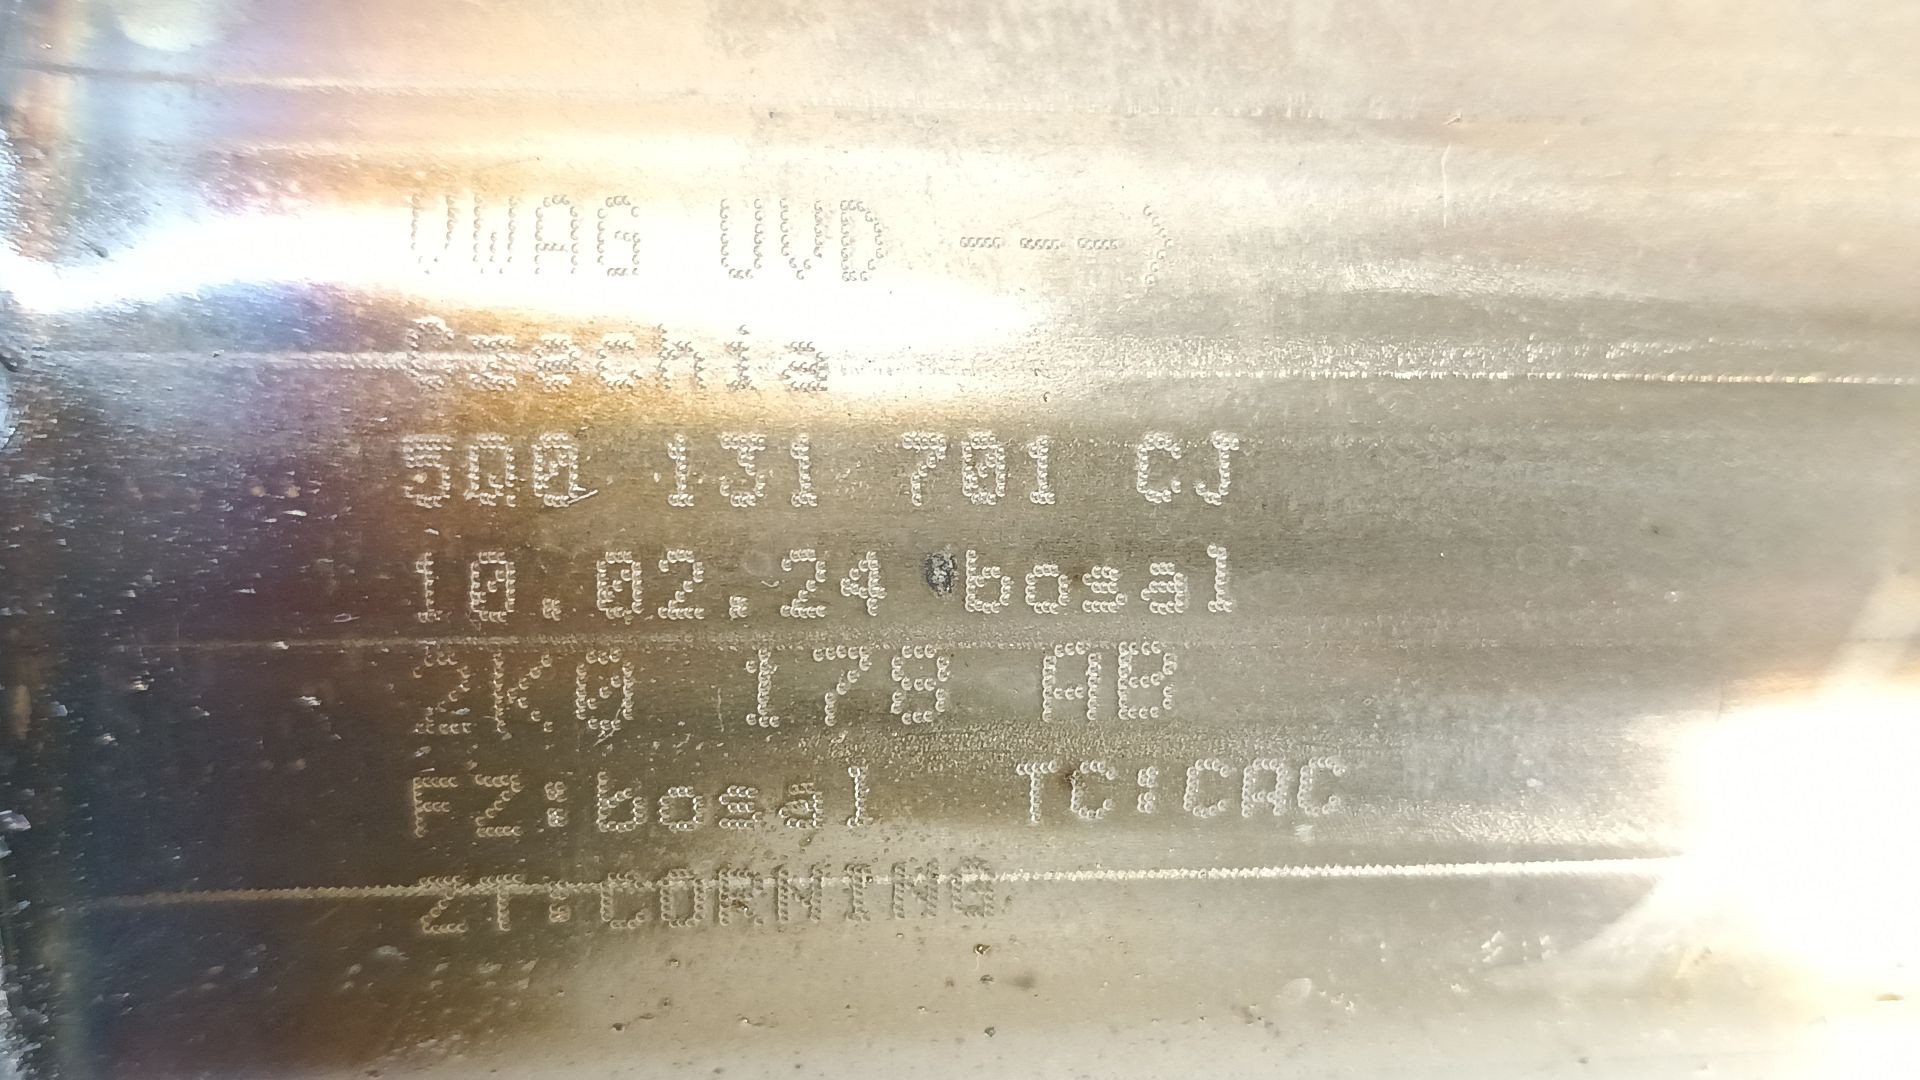 VWAG UVD --->
Czechia
5Q0 131 701 CJ
10.02.24 bosal
2K0 178 AB
FZ:bosal TC:CAC
ZT:CORNING